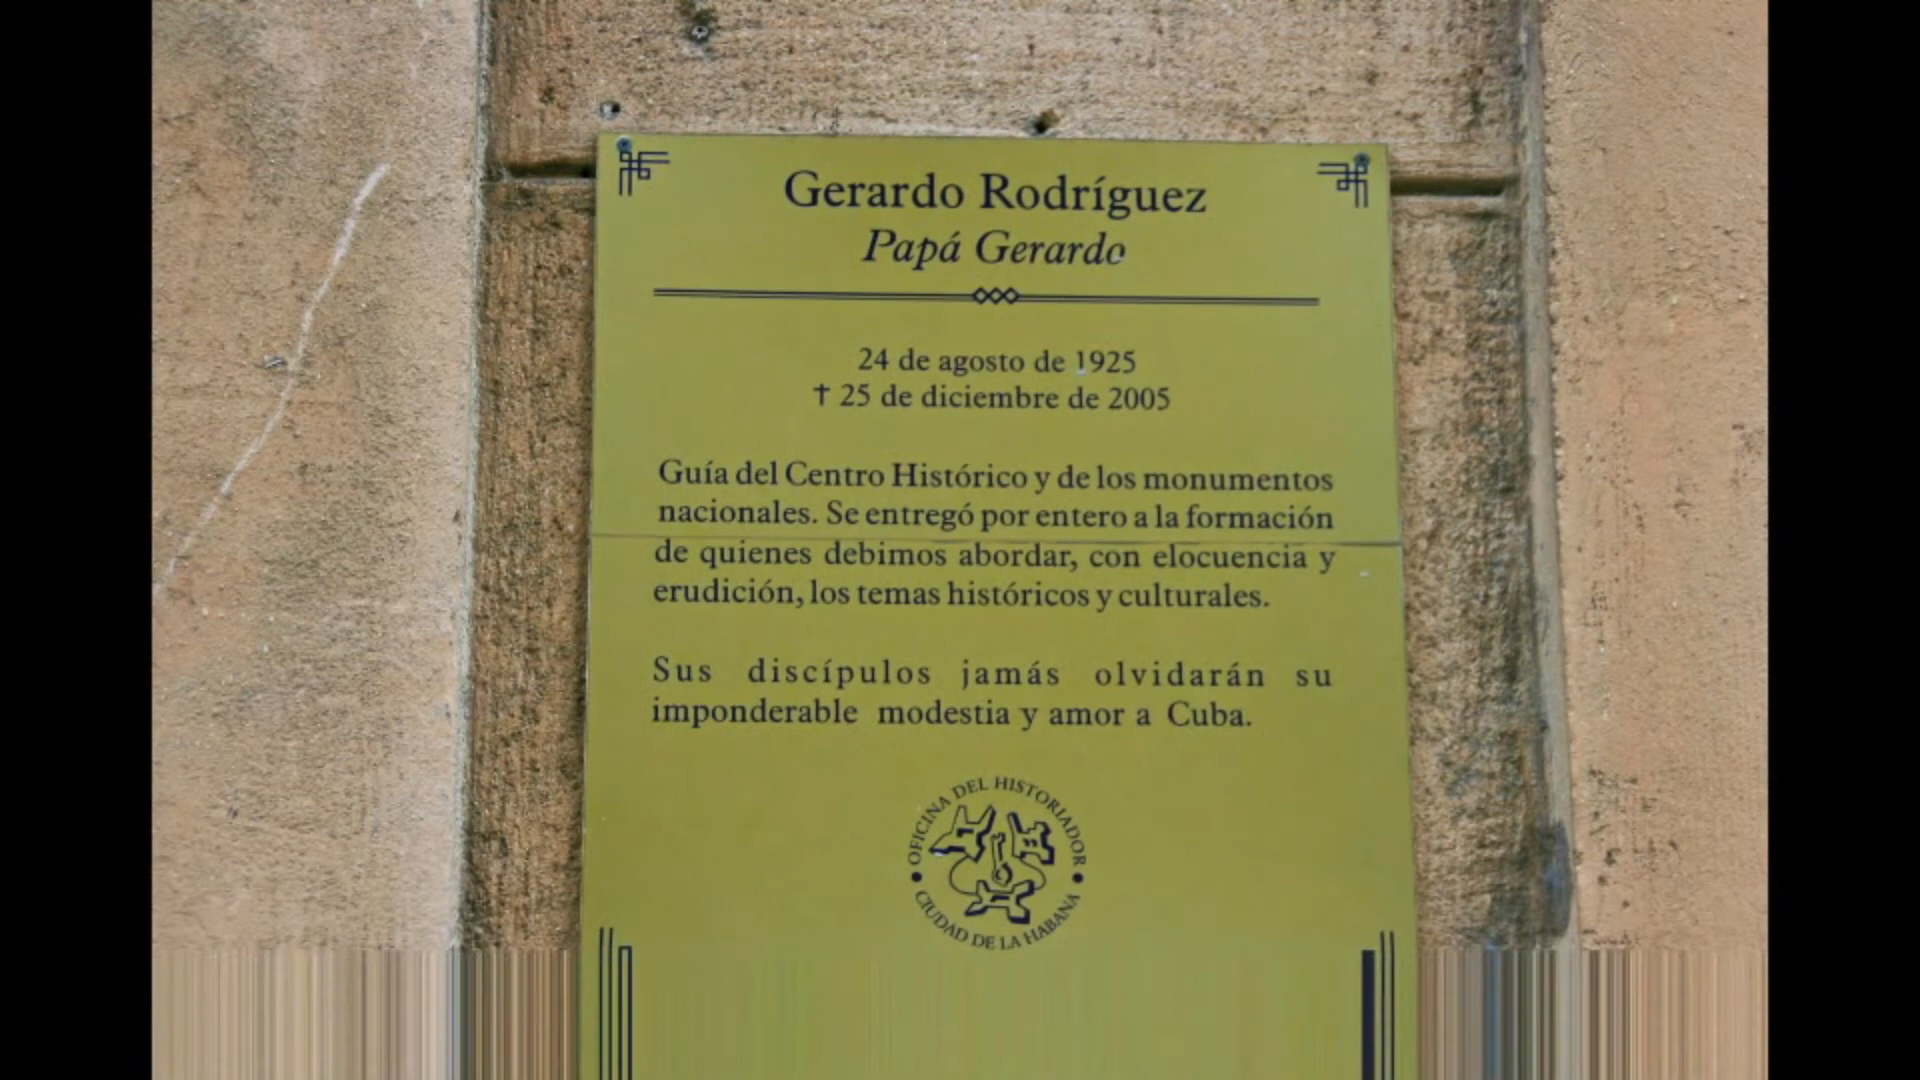 Gerardo Rodríguez
Papá Gerardo
24 de agosto de 1925
† 25 de diciembre de 2005
Guía del Centro Histórico y de los monumentos
nacionales. Se entregó por entero a la formación
de quienes debimos abordar, con elocuencia y
erudición, los temas históricos y culturales.
Sus discípulos jamás olvidarán su
imponderable modestia y amor a Cuba.
OFICINA DEL HISTORIADOR
CIUDAD DE LA HABANA